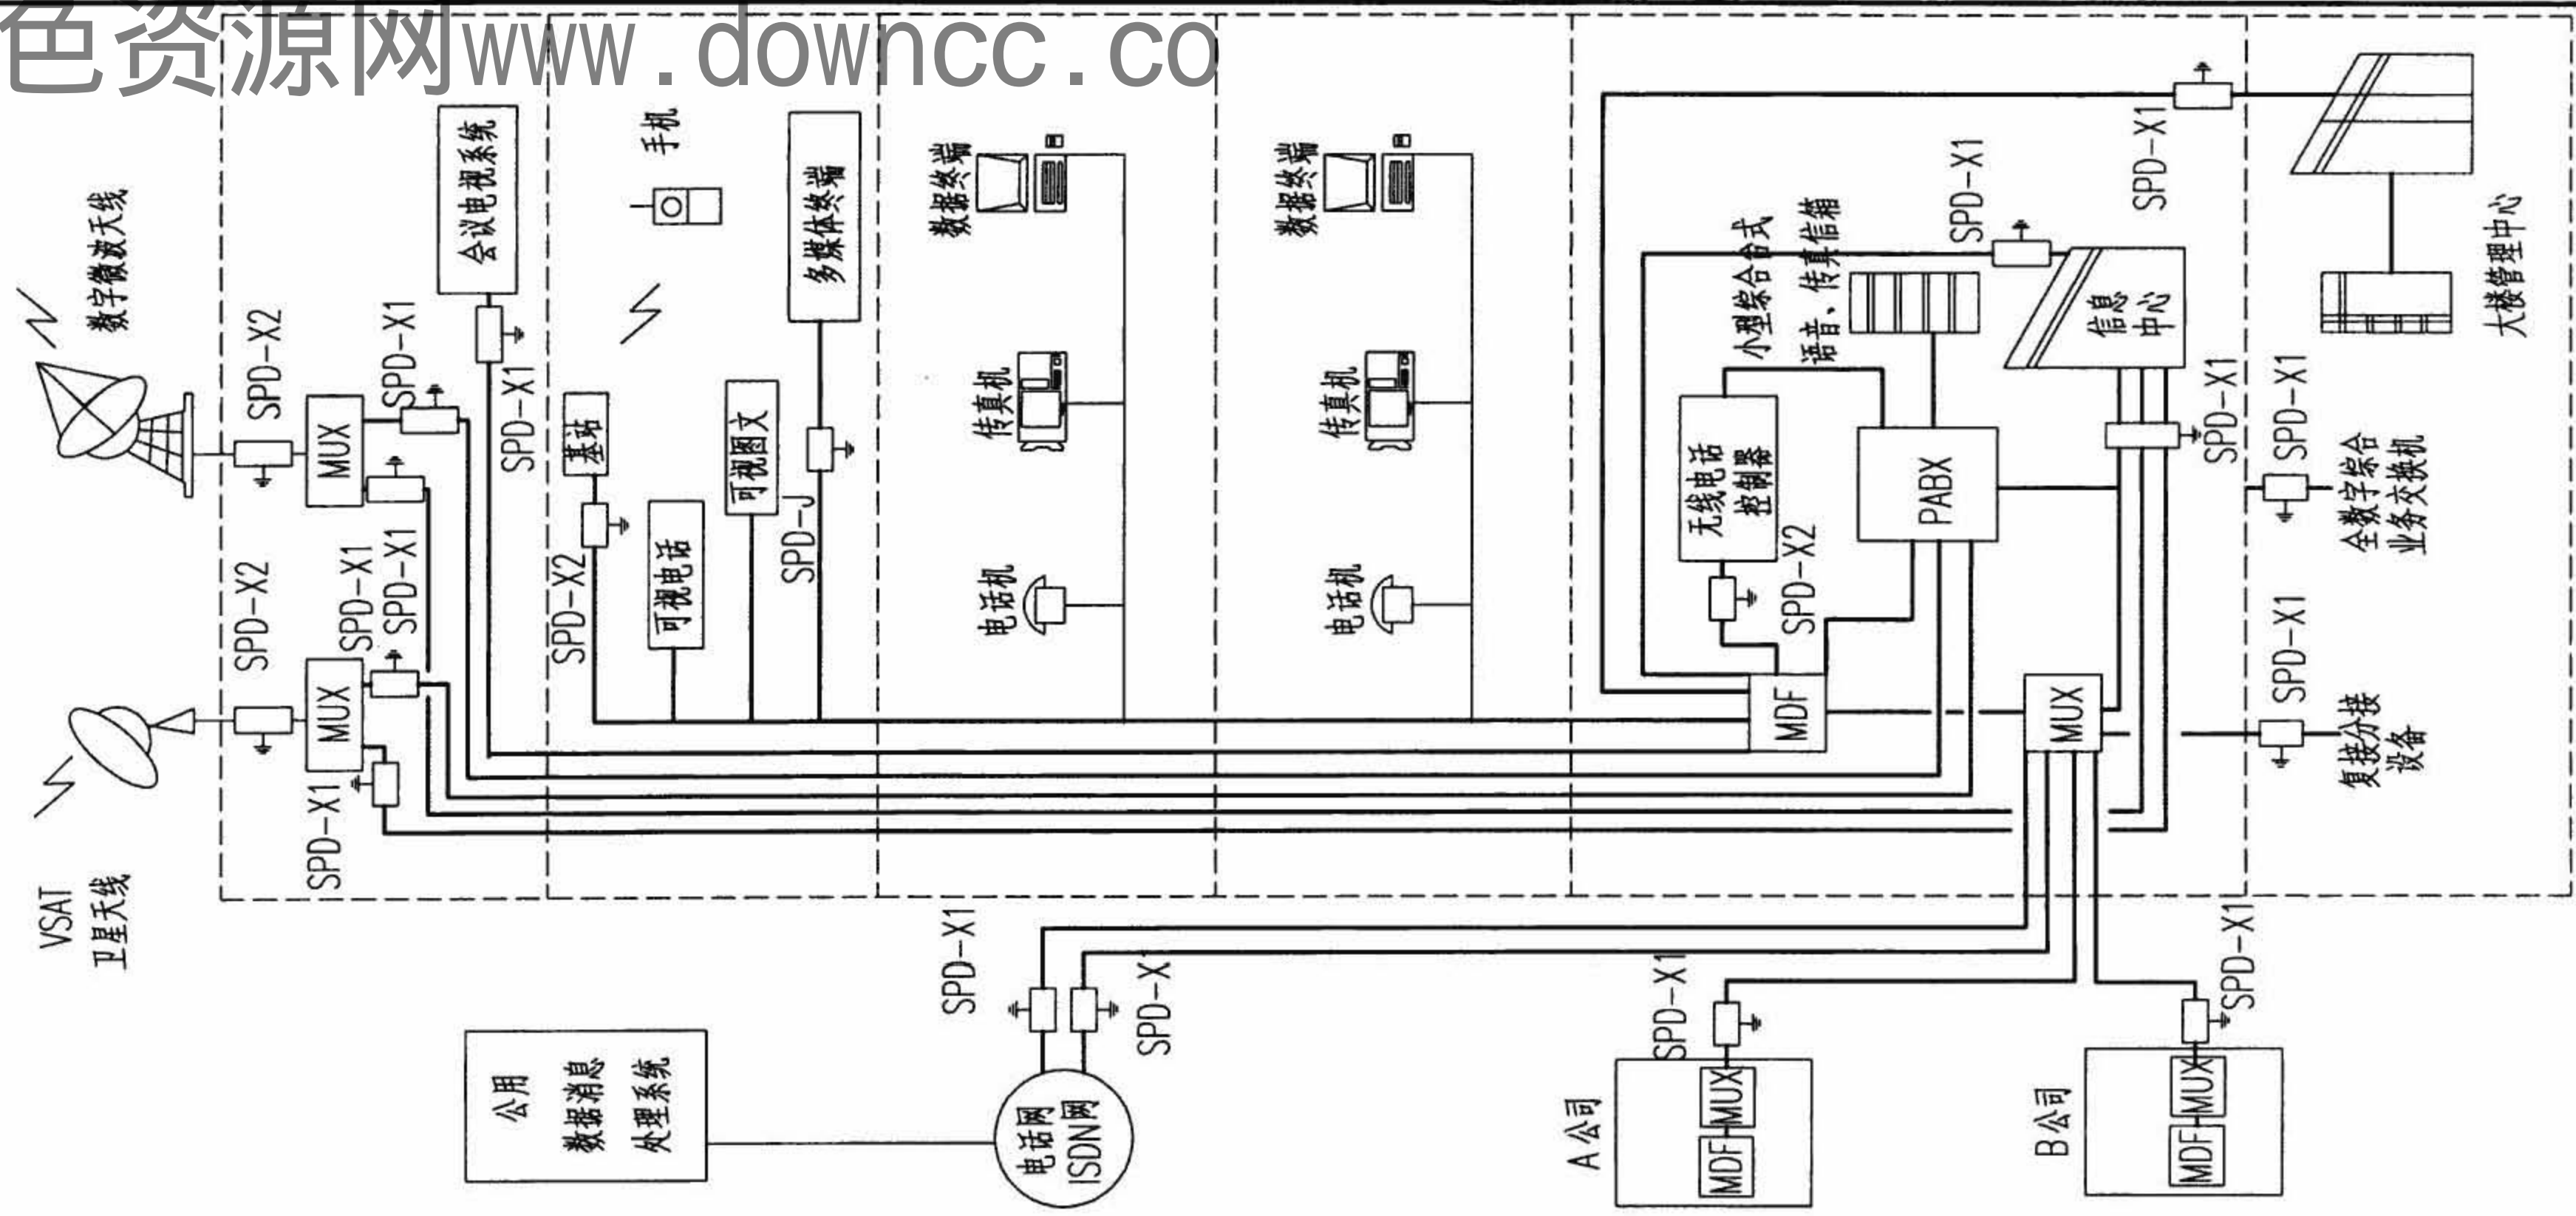 色资源网www.downcc.co
数字微波天线
VSAT
卫星天线
SPD-X2
SPD-X2
MUX
MUX
SPD-X1
SPD-X1
SPD-X1
SPD-X1
会议电视系统
SPD-X1
手机
基站
SPD-X2
可视电话
可视图文
多媒体终端
SPD-J
数据终端
传真机
电话机
数据终端
传真机
电话机
小型综合台式
语音、传真信箱
无线电话
控制器
SPD-X2
PABX
MDF
MUX
信息
中心
SPD-X1
SPD-X1
SPD-X1
大楼管理中心
SPD-X1
全数字综合
业务交换机
SPD-X1
复接分接
设备
公用
数据消息
处理系统
电话网
ISDN网
SPD-X1
SPD-X1
A公司
MDF
MUX
SPD-X1
B公司
MDF
MUX
SPD-X1